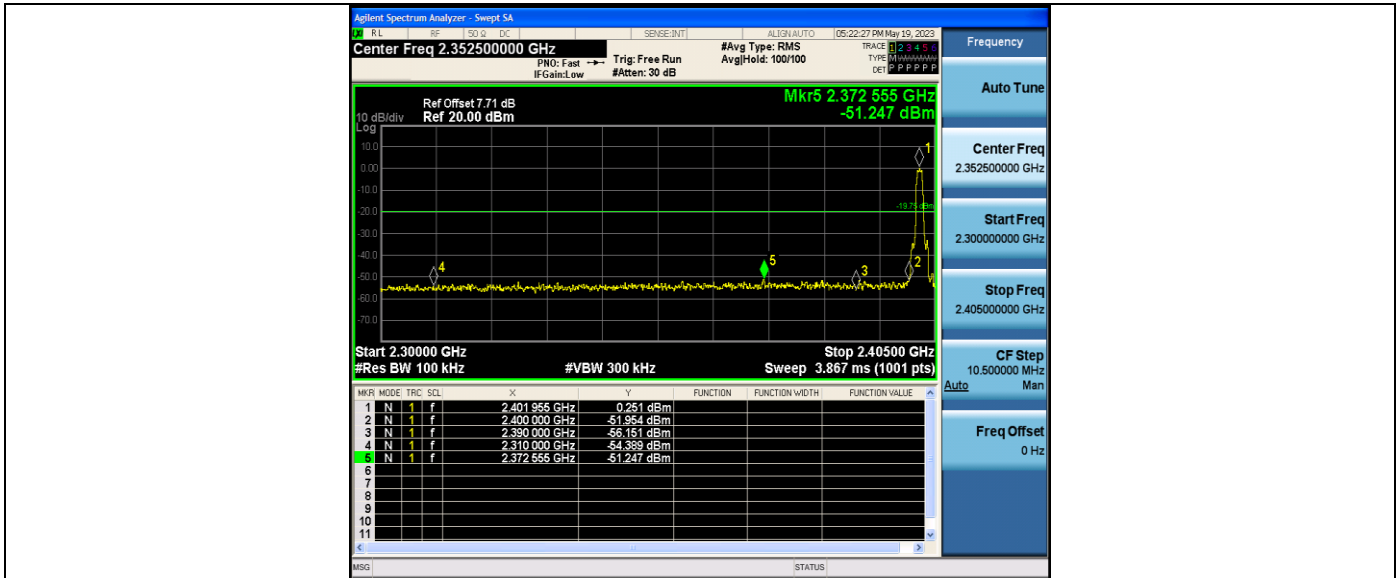 Agilent Spectrum Analyzer - Swept SA
RL RF 50 Ω DC SENSE:INT ALIGN AUTO 05:22:27 PM May 19, 2023
Center Freq 2.352500000 GHz
PNO: Fast
IFGain:Low
Trig: Free Run
#Atten: 30 dB
#Avg Type: RMS
Avg|Hold: 100/100
TRACE 1 2 3 4 5 6
TYPE M WWWWW
DET P P P P P P
Ref Offset 7.71 dB
Ref 20.00 dBm
10 dB/div
Log
Mkr5 2.372 555 GHz
-51.247 dBm
10.0
0.00
-10.0
-20.0
-30.0
-40.0
-50.0
-60.0
-70.0
1
-19.75 dBm
2
3
4
5
Start 2.30000 GHz
#Res BW 100 kHz
#VBW 300 kHz
Stop 2.40500 GHz
Sweep 3.867 ms (1001 pts)
MKR MODE TRC SCL X Y FUNCTION FUNCTION WIDTH FUNCTION VALUE
1 N 1 f 2.401 955 GHz 0.251 dBm
2 N 1 f 2.400 000 GHz -51.954 dBm
3 N 1 f 2.390 000 GHz -56.151 dBm
4 N 1 f 2.310 000 GHz -54.389 dBm
5 N 1 f 2.372 555 GHz -51.247 dBm
6
7
8
9
10
11
MSG
STATUS
Frequency
Auto Tune
Center Freq
2.352500000 GHz
Start Freq
2.300000000 GHz
Stop Freq
2.405000000 GHz
CF Step
10.500000 MHz
Auto Man
Freq Offset
0 Hz